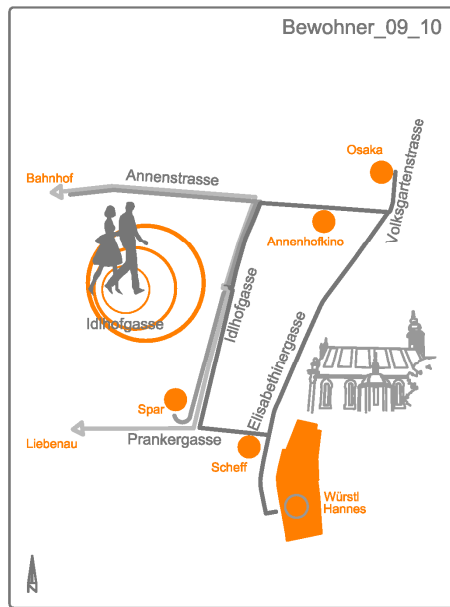 Bewohner_09_10
Osaka
Volksgartenstrasse
Bahnhof
Annenstrasse
Annenhofkino
Idlhofgasse
Idlhofgasse
Elisabethinergasse
Spar
Liebenau
Prankergasse
Scheff
Würstl
Hannes
N